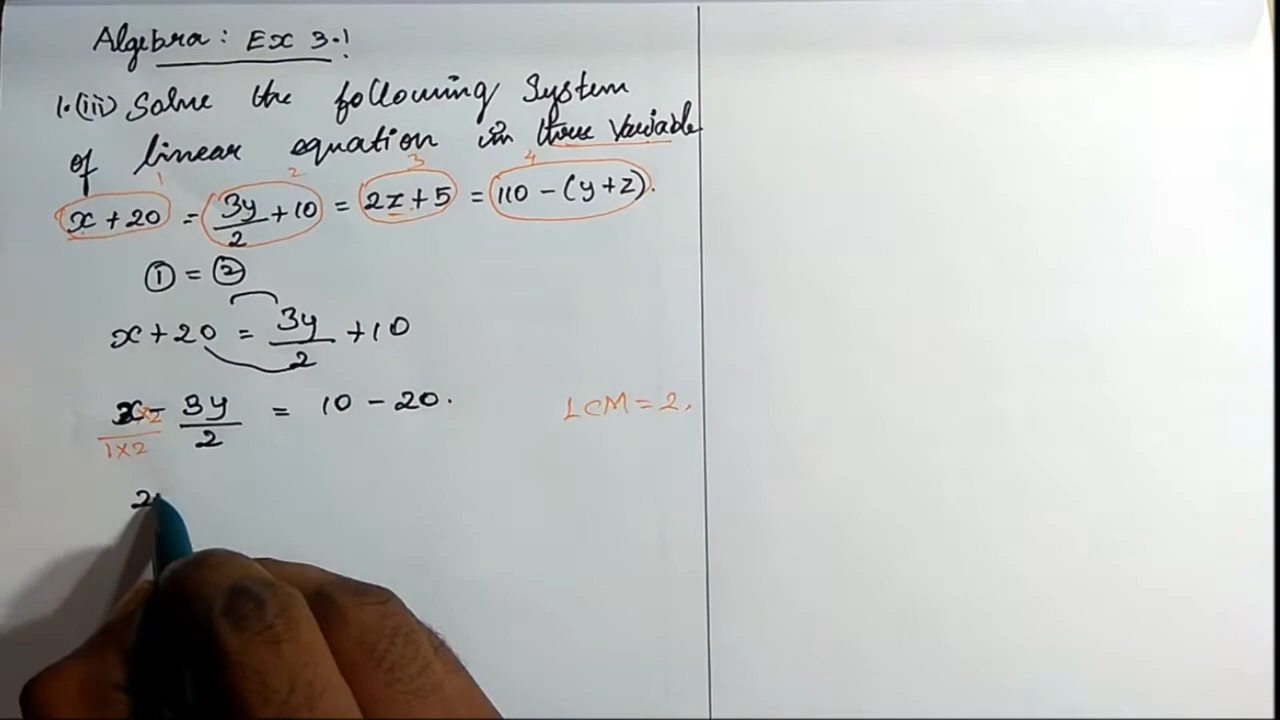 Algebra: EX 3.1
1.(iii) Solve the following System
of linear equation in three Variable
1 2 3 4
x + 20 = 3y/2 + 10 = 2z + 5 = 110 - (y + z).
① = ②
x + 20 = 3y/2 + 10
x×2/1×2 - 3y/2 = 10 - 20. LCM = 2,
2